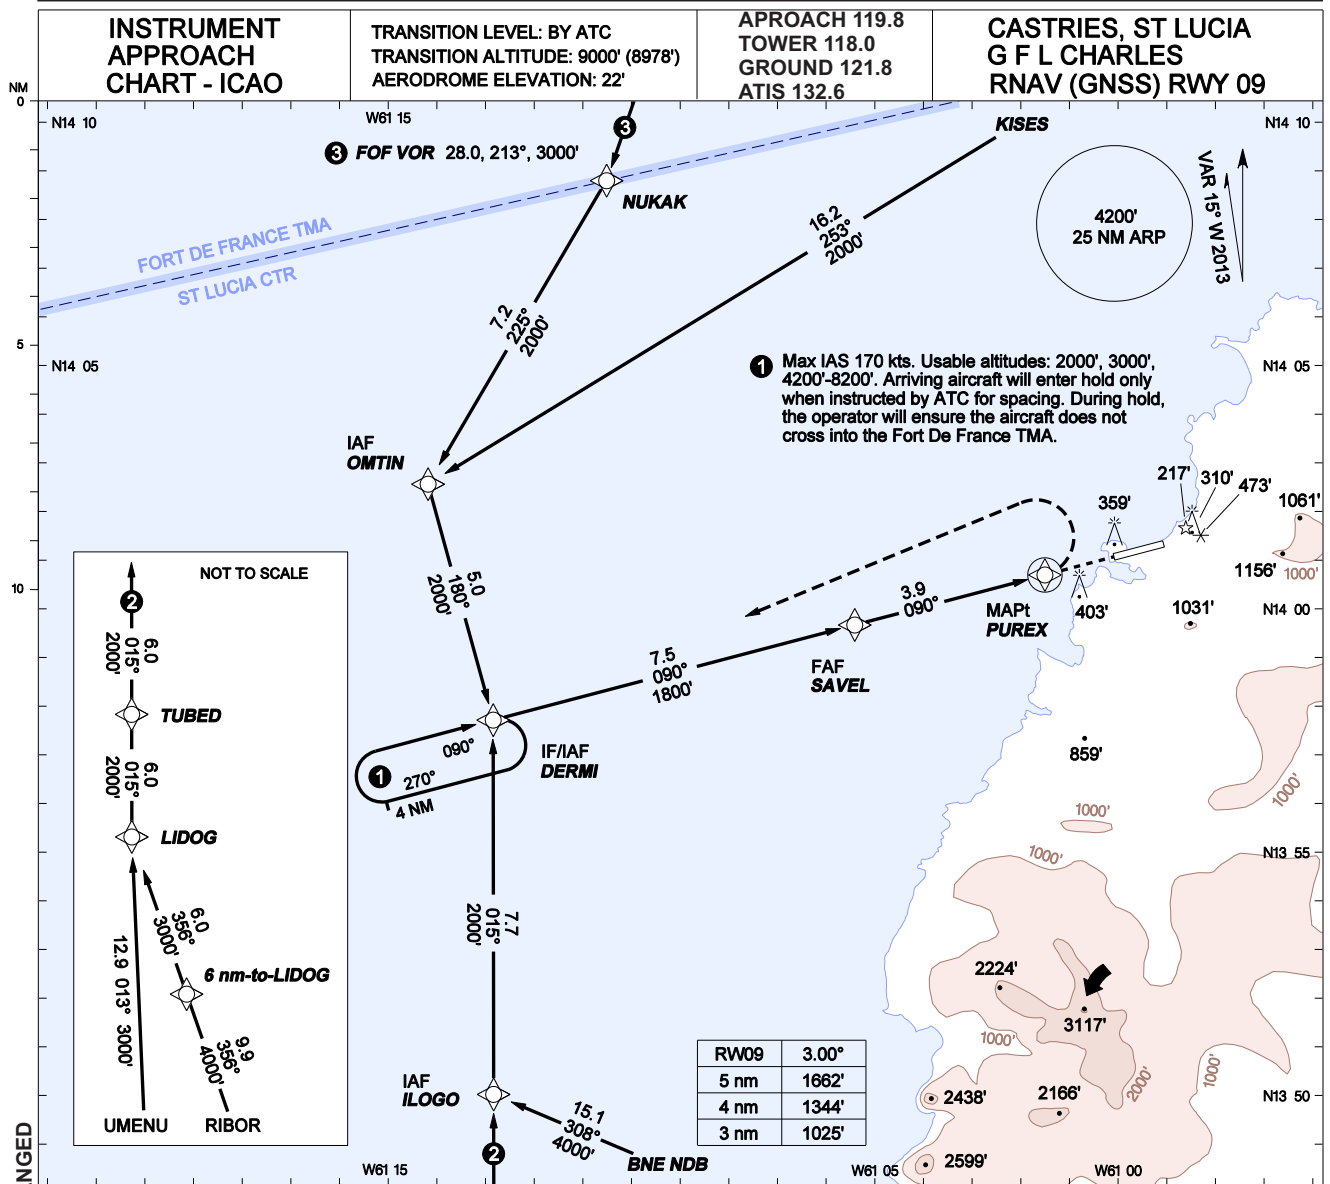 INSTRUMENT
APPROACH
CHART - ICAO
TRANSITION LEVEL: BY ATC
TRANSITION ALTITUDE: 9000' (8978')
AERODROME ELEVATION: 22'
APROACH 119.8
TOWER 118.0
GROUND 121.8
ATIS 132.6
CASTRIES, ST LUCIA
G F L CHARLES
RNAV (GNSS) RWY 09
NM
0
5
10
N14 10
W61 15
N14 10
3
3 FOF VOR 28.0, 213°, 3000'
NUKAK
KISES
FORT DE FRANCE TMA
ST LUCIA CTR
16.2
253°
2000'
4200'
25 NM ARP
VAR 15° W 2013
7.2
225°
2000'
N14 05
N14 05
1 Max IAS 170 kts. Usable altitudes: 2000', 3000',
4200'-8200'. Arriving aircraft will enter hold only
when instructed by ATC for spacing. During hold,
the operator will ensure the aircraft does not
cross into the Fort De France TMA.
IAF
OMTIN
217'
310'
473'
359'
1061'
1156'
1000'
403'
1031'
N14 00
5.0
180°
2000'
3.9
090°
MAPt
PUREX
7.5
090°
1800'
FAF
SAVEL
090°
IF/IAF
DERMI
1
270°
4 NM
859'
1000'
1000'
N13 55
1000'
NOT TO SCALE
2
6.0
015°
2000'
TUBED
6.0
015°
2000'
LIDOG
6.0
356°
3000'
12.9 013° 3000'
6 nm-to-LIDOG
9.9
356°
4000'
UMENU
RIBOR
7.7
015°
2000'
2224'
3117'
1000'
2000'
1000'
IAF
ILOGO
15.1
308°
4000'
BNE NDB
2
RW09 3.00°
5 nm 1662'
4 nm 1344'
3 nm 1025'
2438'
2166'
N13 50
2599'
W61 15
W61 05
W61 00
NGED